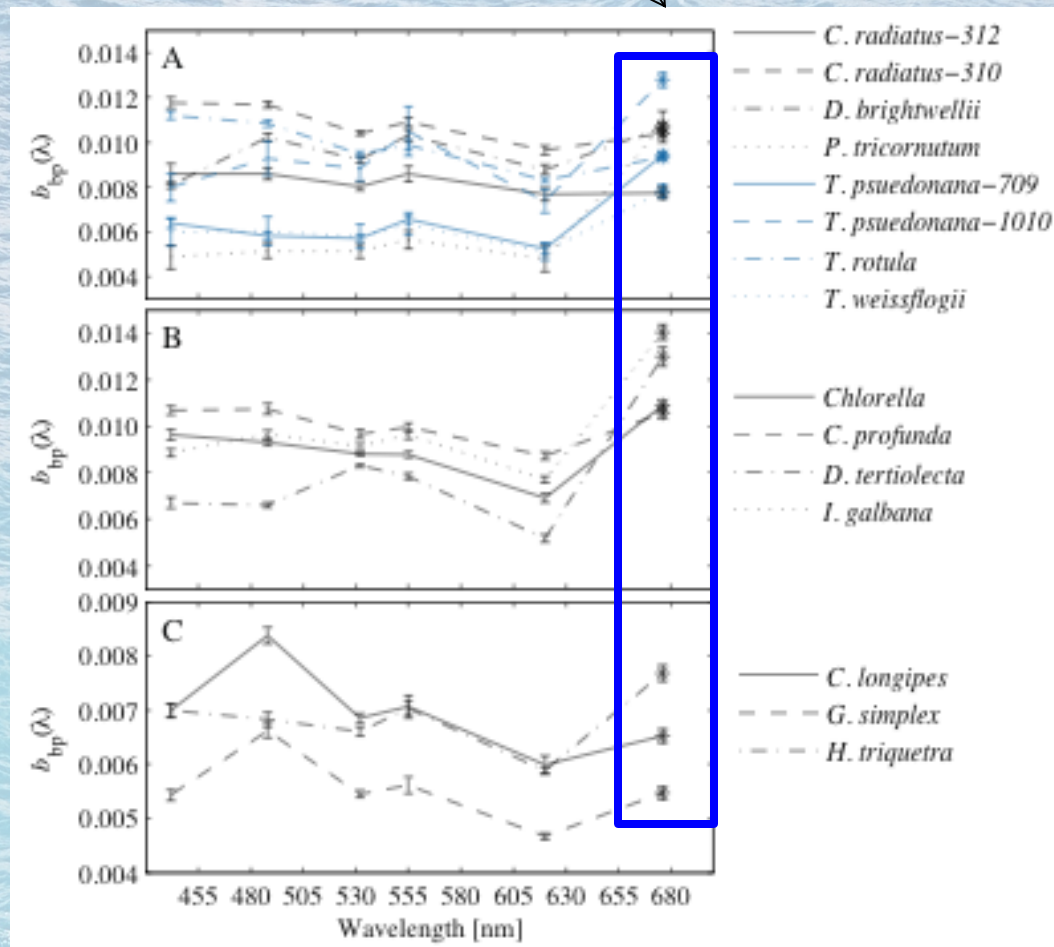 A
0.014
0.012
0.010
0.008
0.006
0.004
b_bp(λ)
C. radiatus−312
C. radiatus−310
D. brightwellii
P. tricornutum
T. psuedonana−709
T. psuedonana−1010
T. rotula
T. weissflogii
B
0.014
0.012
0.010
0.008
0.006
0.004
b_bp(λ)
Chlorella
C. profunda
D. tertiolecta
I. galbana
C
0.009
0.008
0.007
0.006
0.005
0.004
b_bp(λ)
C. longipes
G. simplex
H. triquetra
455 480 505 530 555 580 605 630 655 680
Wavelength [nm]